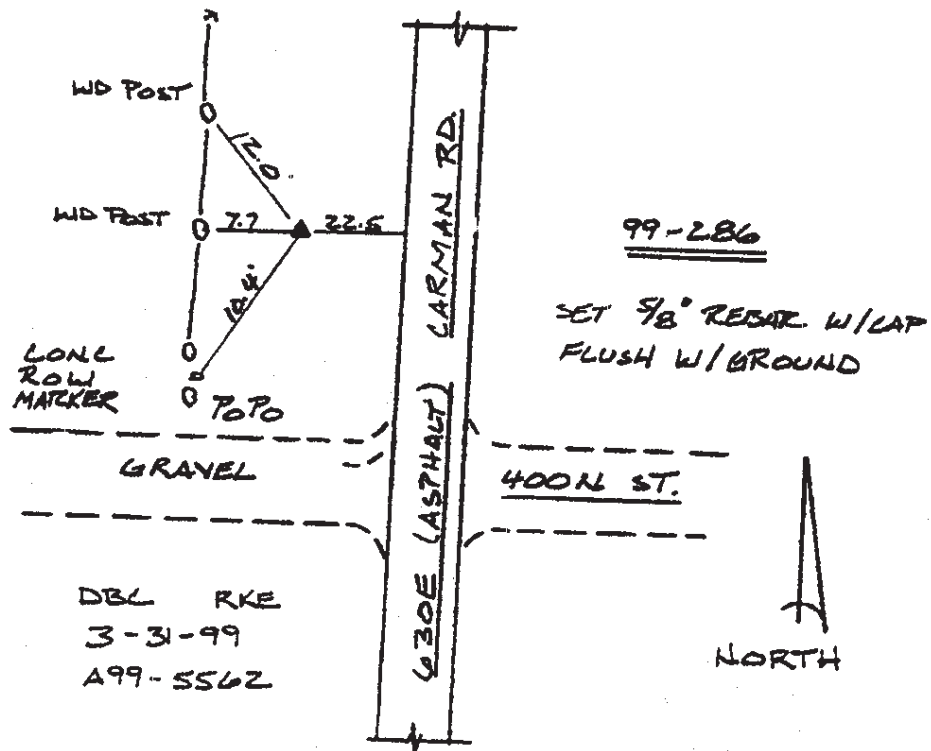 WD POST
12.0'
WD POST
7.7
22.5
10.4'
CONC
ROW
MARKER
POPO
GRAVEL
630E (ASPHALT) CARMAN RD.
99-286
SET 5/8" REBAR W/CAP
FLUSH W/GROUND
400N ST.
DBC RKE
3-31-99
A99-5562
NORTH